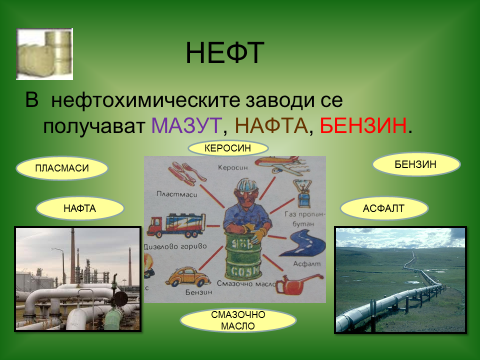 НЕФТ
В нефтохимическите заводи се
получават МАЗУТ, НАФТА, БЕНЗИН.
КЕРОСИН
ПЛАСМАСИ
БЕНЗИН
НАФТА
АСФАЛТ
Керосин
Пластмаси
Газ пропан-
бутан
Дизелово гориво
Асфалт
Бензин
Смазочно масло
СМАЗОЧНО
МАСЛО